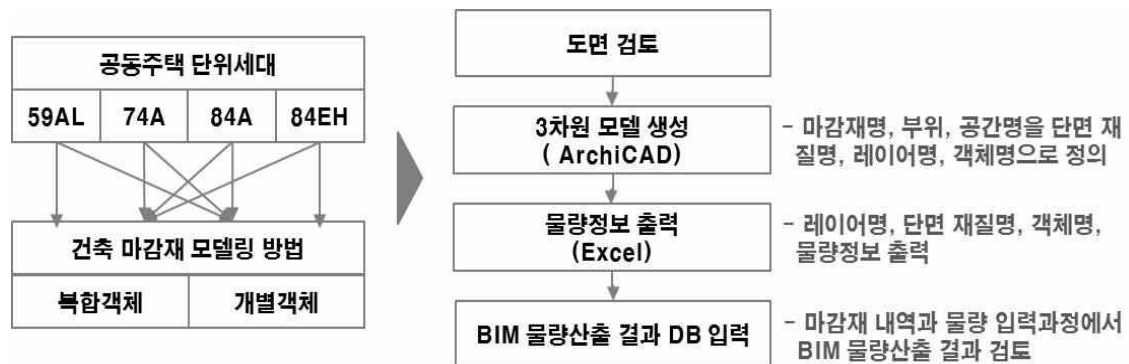 공동주택 단위세대
59AL 74A 84A 84EH
건축 마감재 모델링 방법
복합객체 개별객체
도면 검토
3차원 모델 생성
( ArchiCAD)
- 마감재명, 부위, 공간명을 단면 재
질명, 레이어명, 객체명으로 정의
물량정보 출력
(Excel)
- 레이어명, 단면 재질명, 객체명,
물량정보 출력
BIM 물량산출 결과 DB 입력
- 마감재 내역과 물량 입력과정에서
BIM 물량산출 결과 검토